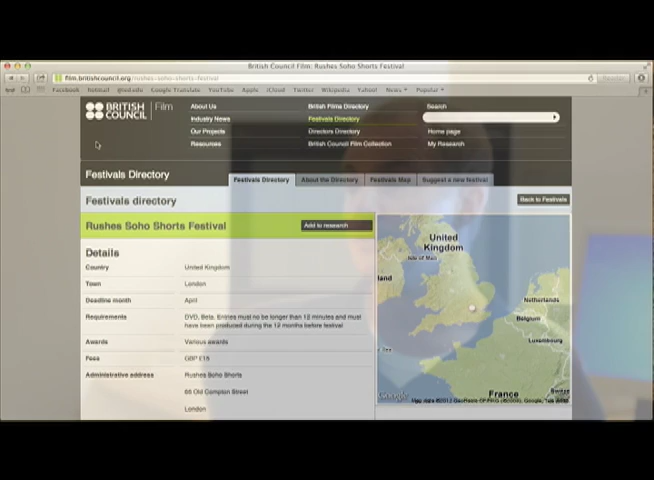 British Council Film: Rushes Soho Shorts Festival
film.britishcouncil.org/rushes-soho-shorts-festival
Reader
Facebook Hotmail Google Translate YouTube Apple iCloud Twitter Wikipedia Yahoo! News Popular
BRITISH COUNCIL Film
About Us British Films Directory Search
Industry News Festivals Directory
Our Projects Directors Directory Home page
Resources British Council Film Collection My Research
Festivals Directory
Festivals Directory About the Directory Festivals Map Suggest a new festival
Festivals directory
Back to Festivals
Rushes Soho Shorts Festival
Add to research
Details
Country United Kingdom
Town London
Deadline month April
Requirements DVD, Beta. Entries must no be longer than 12 minutes and must
have been produced during the 12 months before festival
Awards Various awards
Fees GBP £15
Administrative address Rushes Soho Shorts
66 Old Compton Street
London
United
Kingdom
Isle of Man
land
Netherlands
Belgium
Luxembourg
France
Google